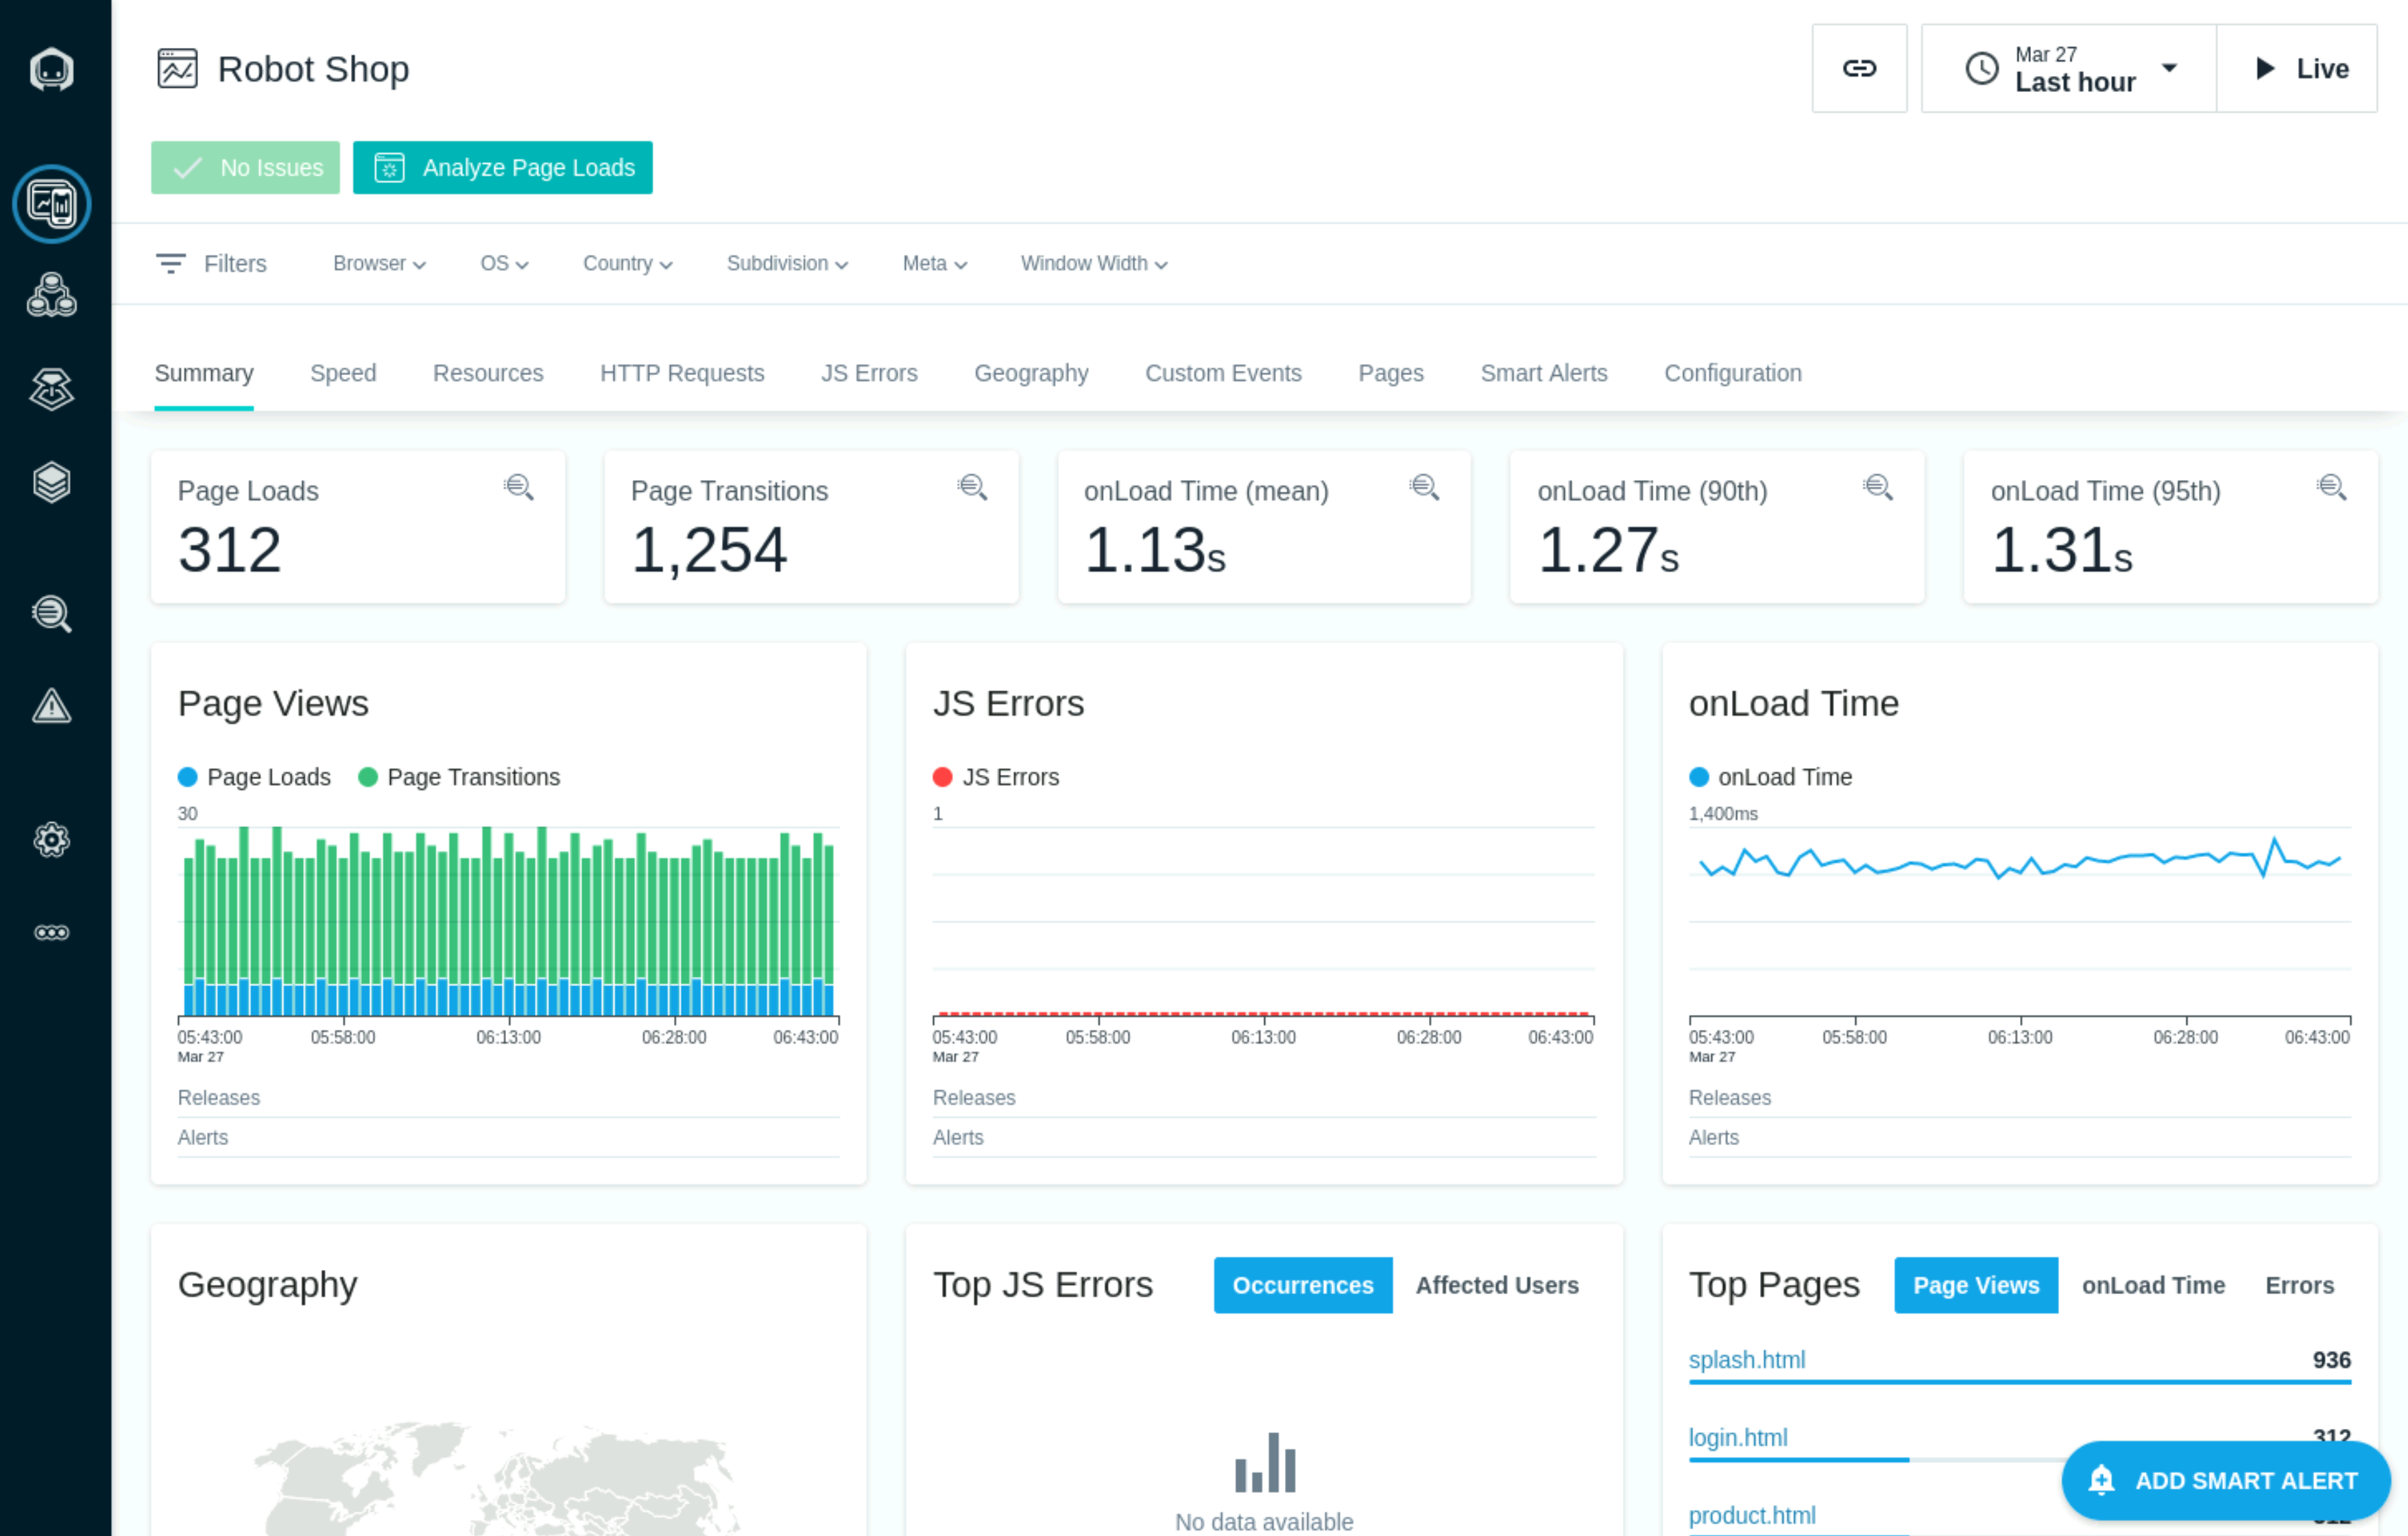 Robot Shop
Mar 27
Last hour
Live
No Issues
Analyze Page Loads
Filters Browser OS Country Subdivision Meta Window Width
Summary Speed Resources HTTP Requests JS Errors Geography Custom Events Pages Smart Alerts Configuration
Page Loads
312
Page Transitions
1,254
onLoad Time (mean)
1.13s
onLoad Time (90th)
1.27s
onLoad Time (95th)
1.31s
Page Views
Page Loads Page Transitions
30
05:43:00 05:58:00 06:13:00 06:28:00 06:43:00
Mar 27
Releases
Alerts
JS Errors
JS Errors
1
05:43:00 05:58:00 06:13:00 06:28:00 06:43:00
Mar 27
Releases
Alerts
onLoad Time
onLoad Time
1,400ms
05:43:00 05:58:00 06:13:00 06:28:00 06:43:00
Mar 27
Releases
Alerts
Geography
Top JS Errors Occurrences Affected Users
No data available
Top Pages Page Views onLoad Time Errors
splash.html 936
login.html 312
product.html
ADD SMART ALERT